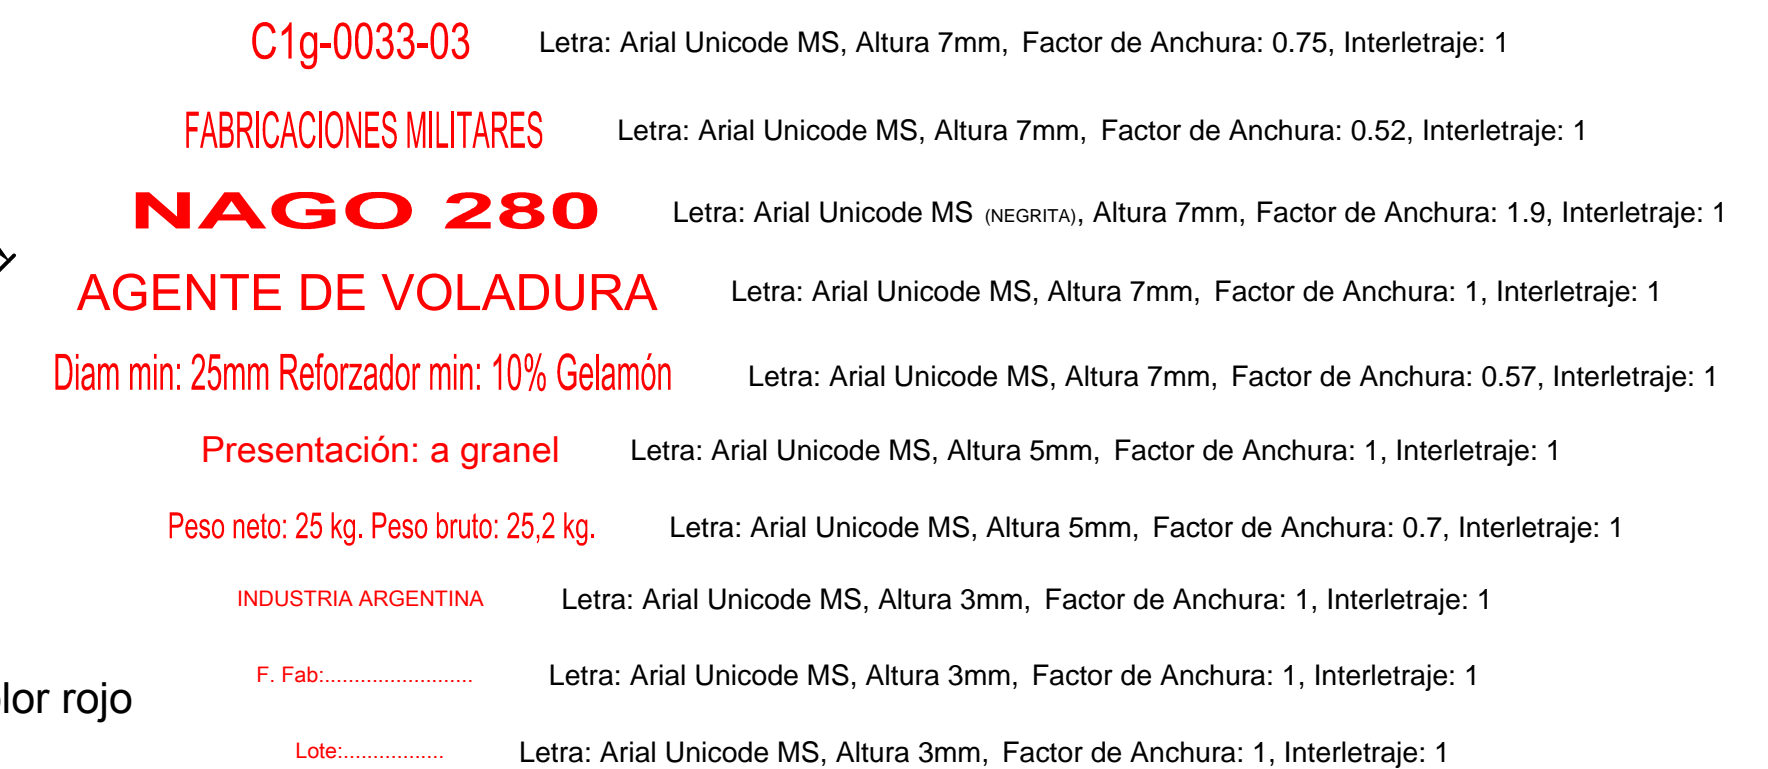 C1g-0033-03 Letra: Arial Unicode MS, Altura 7mm, Factor de Anchura: 0.75, Interletraje: 1
FABRICACIONES MILITARES Letra: Arial Unicode MS, Altura 7mm, Factor de Anchura: 0.52, Interletraje: 1
NAGO 280 Letra: Arial Unicode MS (NEGRITA), Altura 7mm, Factor de Anchura: 1.9, Interletraje: 1
AGENTE DE VOLADURA Letra: Arial Unicode MS, Altura 7mm, Factor de Anchura: 1, Interletraje: 1
Diam min: 25mm Reforzador min: 10% Gelamón Letra: Arial Unicode MS, Altura 7mm, Factor de Anchura: 0.57, Interletraje: 1
Presentación: a granel Letra: Arial Unicode MS, Altura 5mm, Factor de Anchura: 1, Interletraje: 1
Peso neto: 25 kg. Peso bruto: 25,2 kg. Letra: Arial Unicode MS, Altura 5mm, Factor de Anchura: 0.7, Interletraje: 1
INDUSTRIA ARGENTINA Letra: Arial Unicode MS, Altura 3mm, Factor de Anchura: 1, Interletraje: 1
F. Fab:......................... Letra: Arial Unicode MS, Altura 3mm, Factor de Anchura: 1, Interletraje: 1
lor rojo
Lote:................. Letra: Arial Unicode MS, Altura 3mm, Factor de Anchura: 1, Interletraje: 1